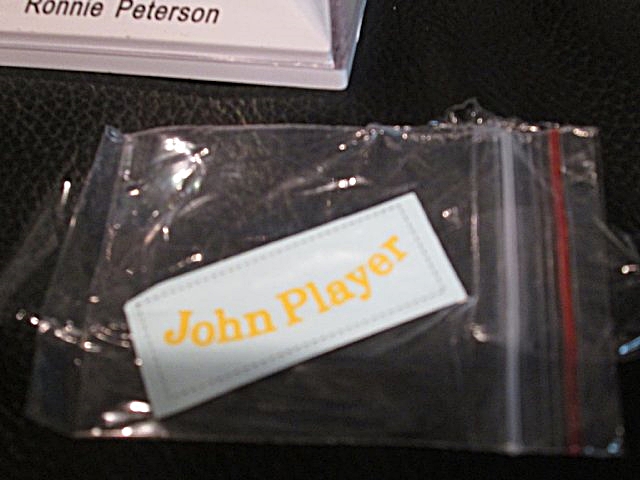 Ronnie Peterson
John Player